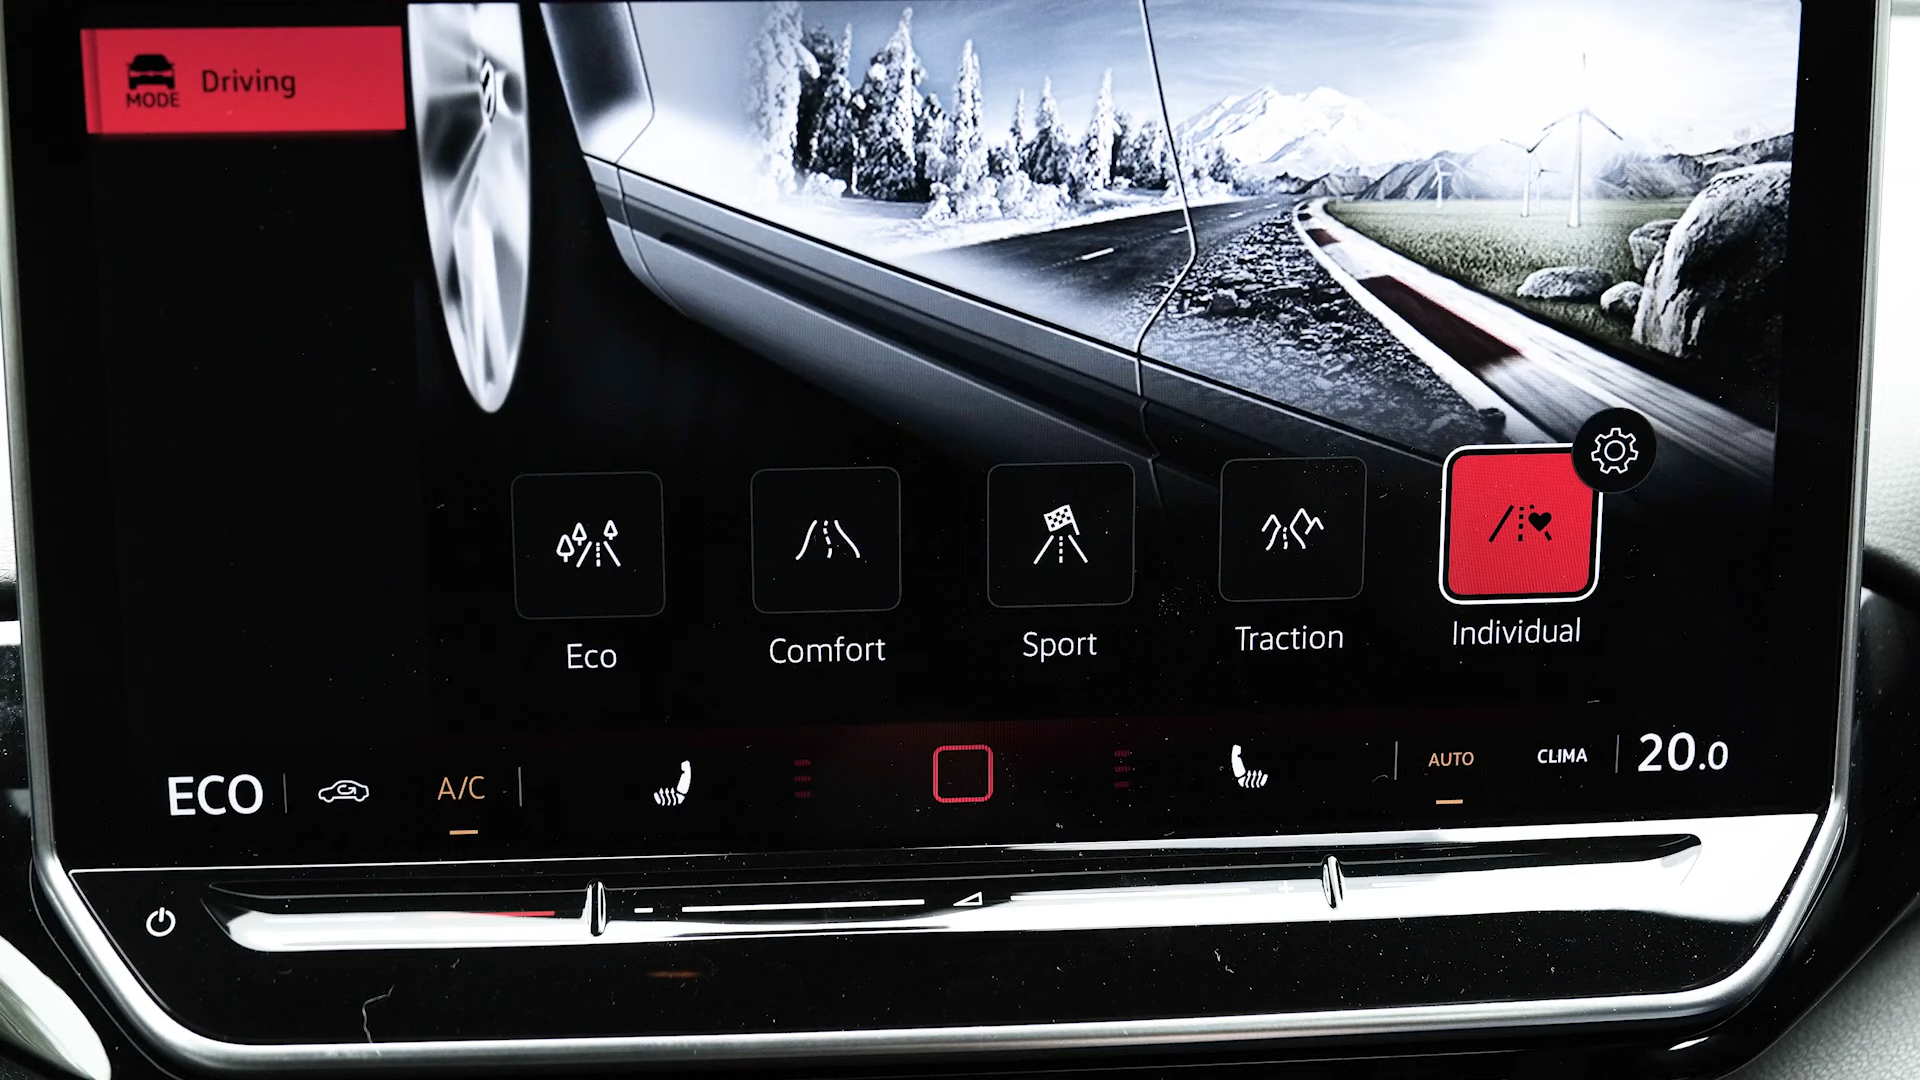 MODE
Driving
Eco
Comfort
Sport
Traction
Individual
ECO
A/C
AUTO
CLIMA
20.0